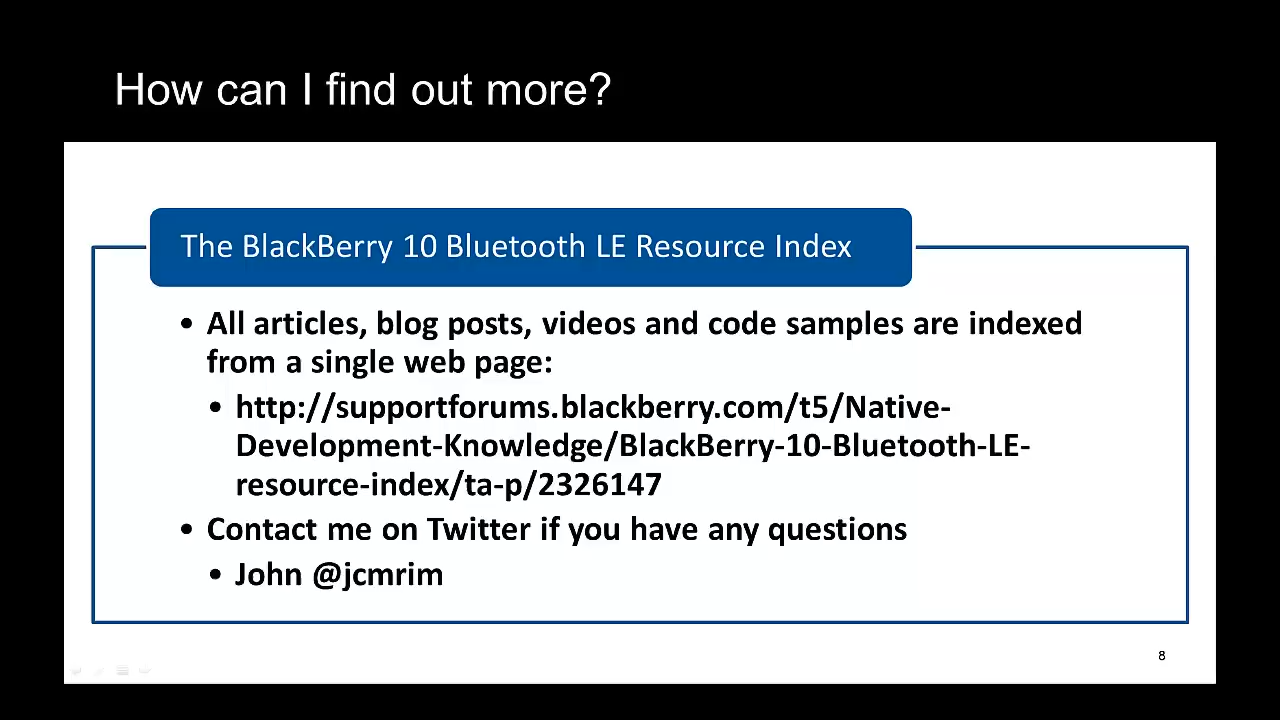 How can I find out more?
The BlackBerry 10 Bluetooth LE Resource Index
• All articles, blog posts, videos and code samples are indexed
from a single web page:
• http://supportforums.blackberry.com/t5/Native-
Development-Knowledge/BlackBerry-10-Bluetooth-LE-
resource-index/ta-p/2326147
• Contact me on Twitter if you have any questions
• John @jcmrim
8